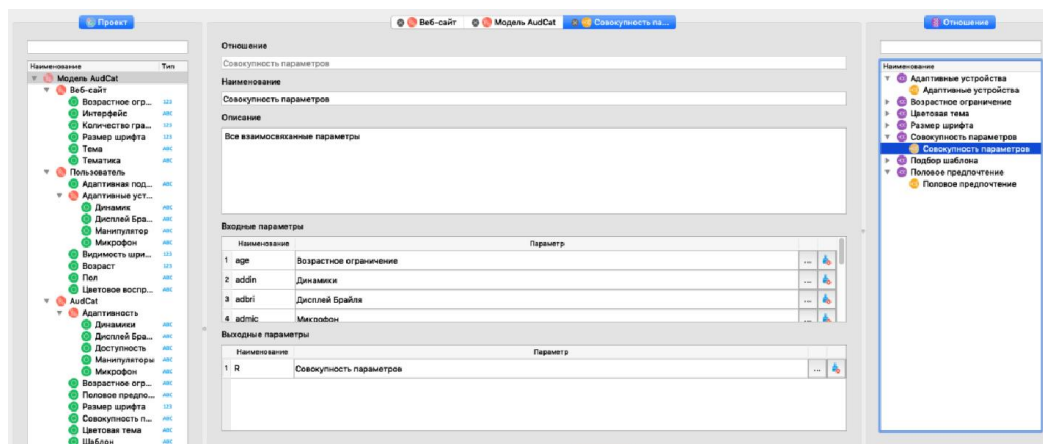 Проект
Наименование Тип
Модель AudCat
Веб-сайт
Возрастное огр... 123
Интерфейс ABC
Количество гра... 123
Размер шрифта 123
Тема ABC
Тематика ABC
Пользователь
Адаптивная под... ABC
Адаптивные уст...
Динамик ABC
Дисплей Бра... ABC
Манипулятор ABC
Микрофон ABC
Видимость шри... 123
Возраст 123
Пол ABC
Цветовое воспр... ABC
AudCat
Адаптивность
Динамики ABC
Дисплей Бра... ABC
Доступность ABC
Манипуляторы ABC
Микрофон ABC
Возрастное огр... ABC
Половое предпо... ABC
Размер шрифта 123
Совокупность п... ABC
Цветовая тема ABC
Шаблон ABC
Веб-сайт Модель AudCat Совокупность па...
Отношение
Совокупность параметров
Наименование
Совокупность параметров
Описание
Все взаимосвязанные параметры
Входные параметры
Наименование Параметр
1 age Возрастное ограничение ...
2 addin Динамики ...
3 adbri Дисплей Брайля ...
4 admic Микрофон ...
Выходные параметры
Наименование Параметр
1 R Совокупность параметров ...
Отношение
Наименование
Адаптивные устройства
Адаптивные устройства
Возрастное ограничение
Цветовая тема
Размер шрифта
Совокупность параметров
Совокупность параметров
Подбор шаблона
Половое предпочтение
Половое предпочтение